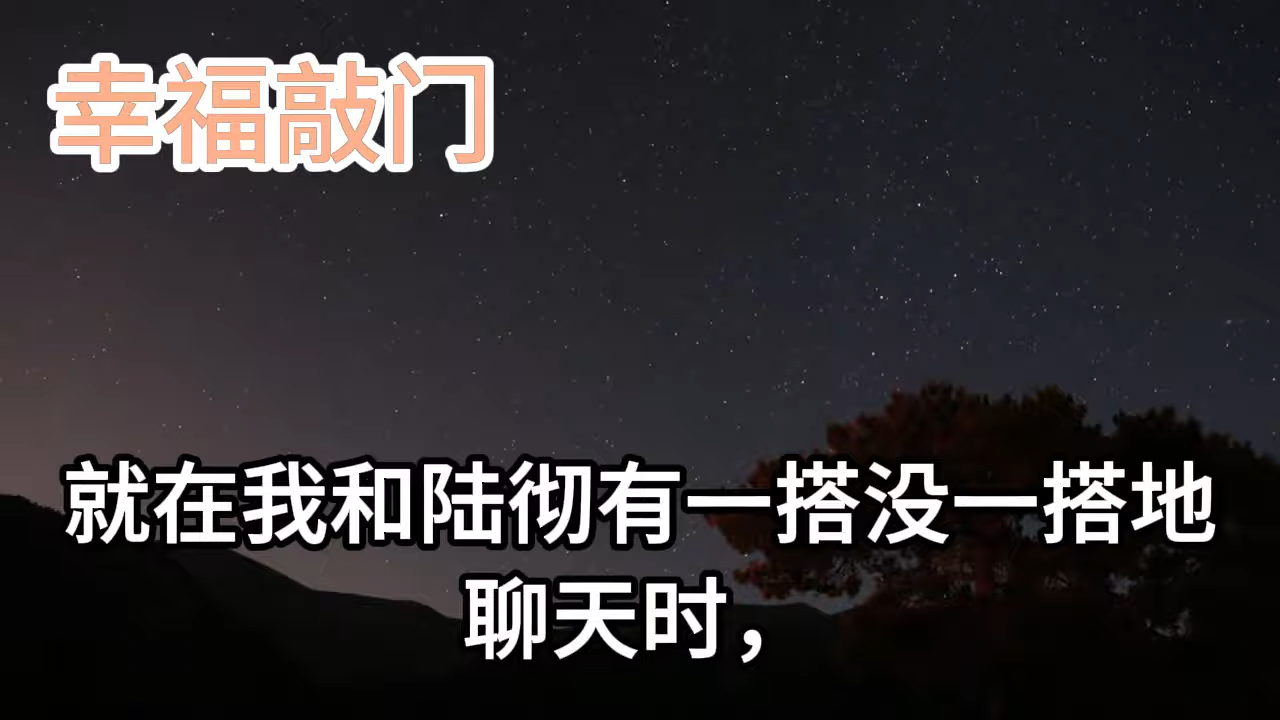 幸福敲门
就在我和陆彻有一搭没一搭地
聊天时，